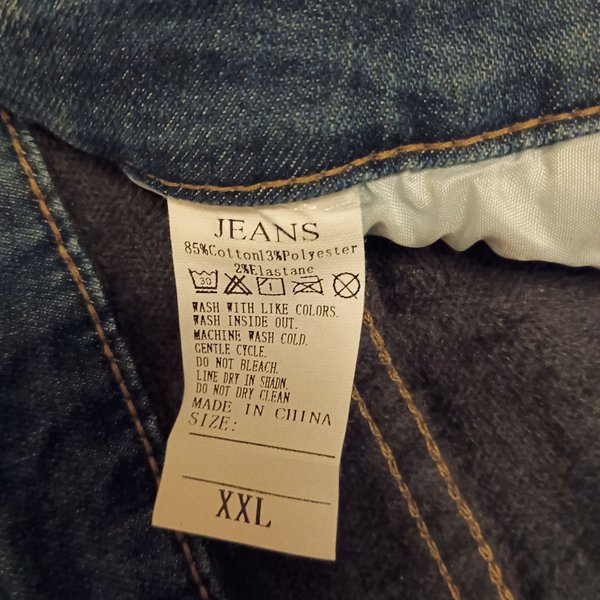 JEANS
85%Cotton13%Polyester
2%Elastane
30
WASH WITH LIKE COLORS.
WASH INSIDE OUT.
MACHINE WASH COLD.
GENTLE CYCLE.
DO NOT BLEACH.
LINE DRY IN SHADN.
DO NOT DRY CLEAN
MADE IN CHINA
SIZE:
XXL